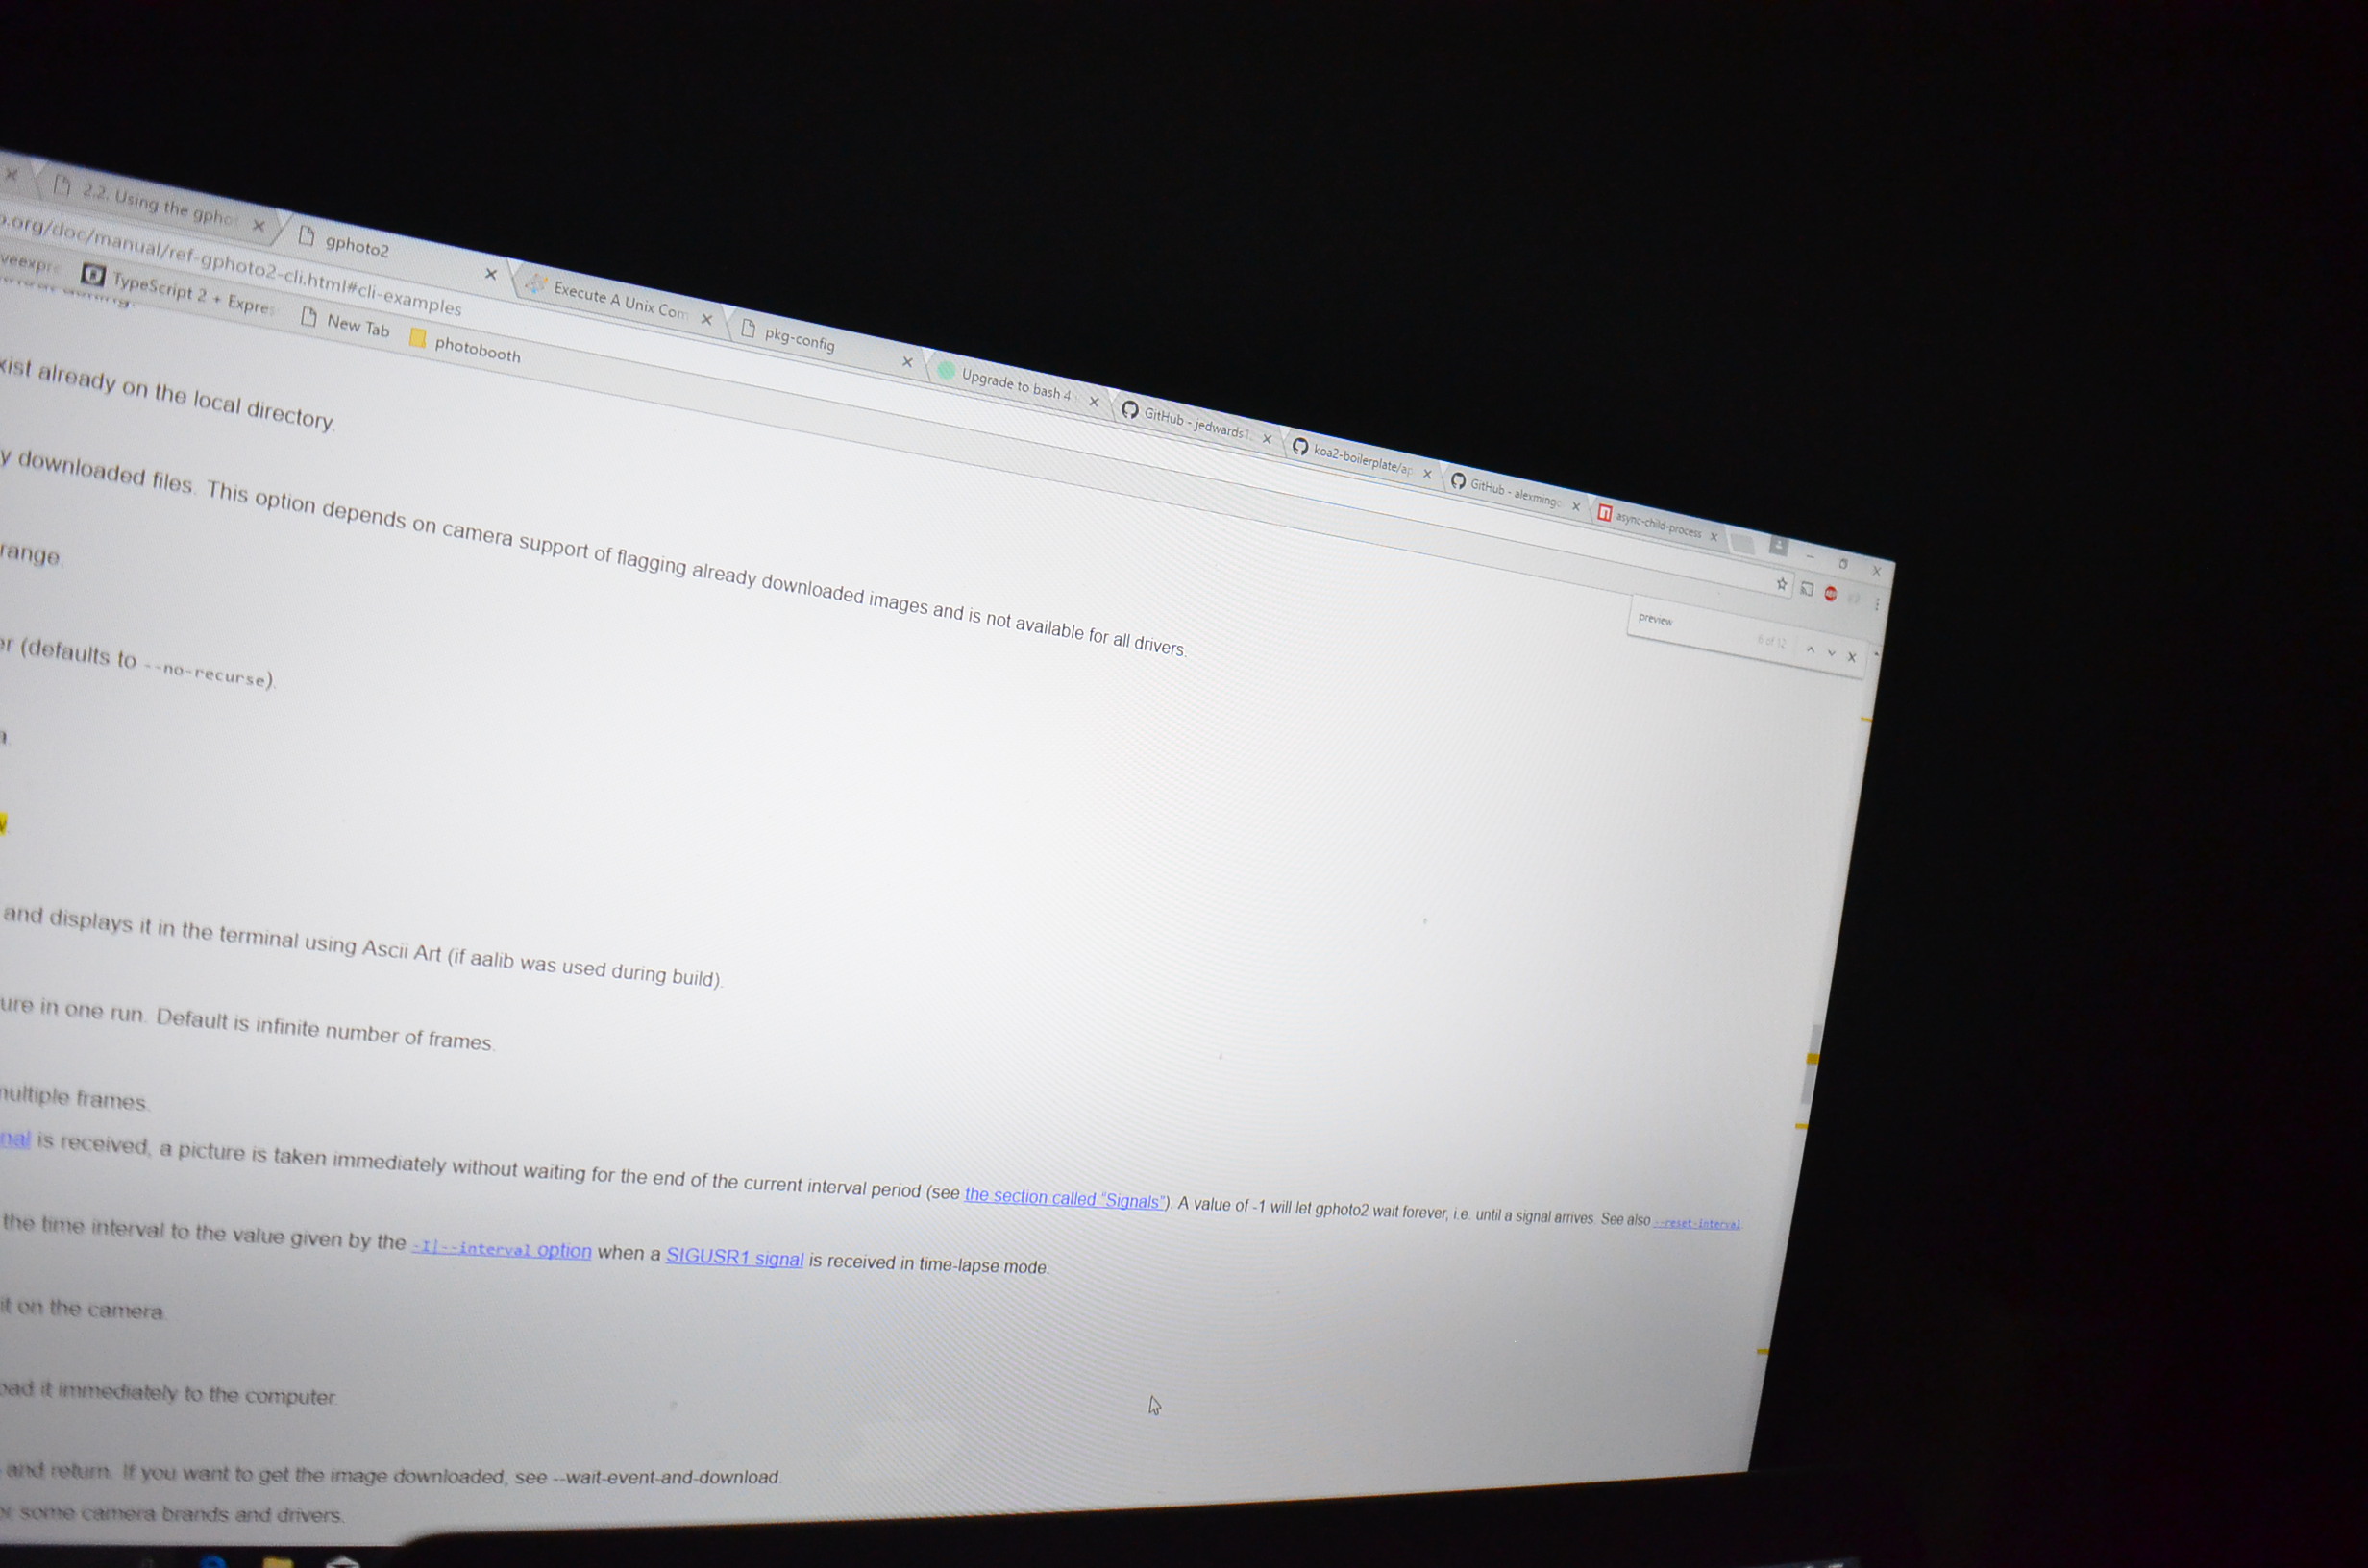 2.2. Using the gphot
gphoto2
Execute A Unix Com
pkg-config
Upgrade to bash 4
GitHub - jedwards1
koa2-boilerplate/ap
GitHub - alexming
async-child-process
o.org/doc/manual/ref-gphoto2-cli.html#cli-examples
veexpre
TypeScript 2 + Expres
New Tab
photobooth
preview
6 of 12
xist already on the local directory.
y downloaded files. This option depends on camera support of flagging already downloaded images and is not available for all drivers.
range.
er (defaults to --no-recurse).
and displays it in the terminal using Ascii Art (if aalib was used during build).
ure in one run. Default is infinite number of frames.
multiple frames.
nal is received, a picture is taken immediately without waiting for the end of the current interval period (see the section called “Signals”). A value of -1 will let gphoto2 wait forever, i.e. until a signal arrives. See also --reset-interval
the time interval to the value given by the -I|--interval option when a SIGUSR1 signal is received in time-lapse mode.
it on the camera.
oad it immediately to the computer.
and return. If you want to get the image downloaded, see --wait-event-and-download.
or some camera brands and drivers.